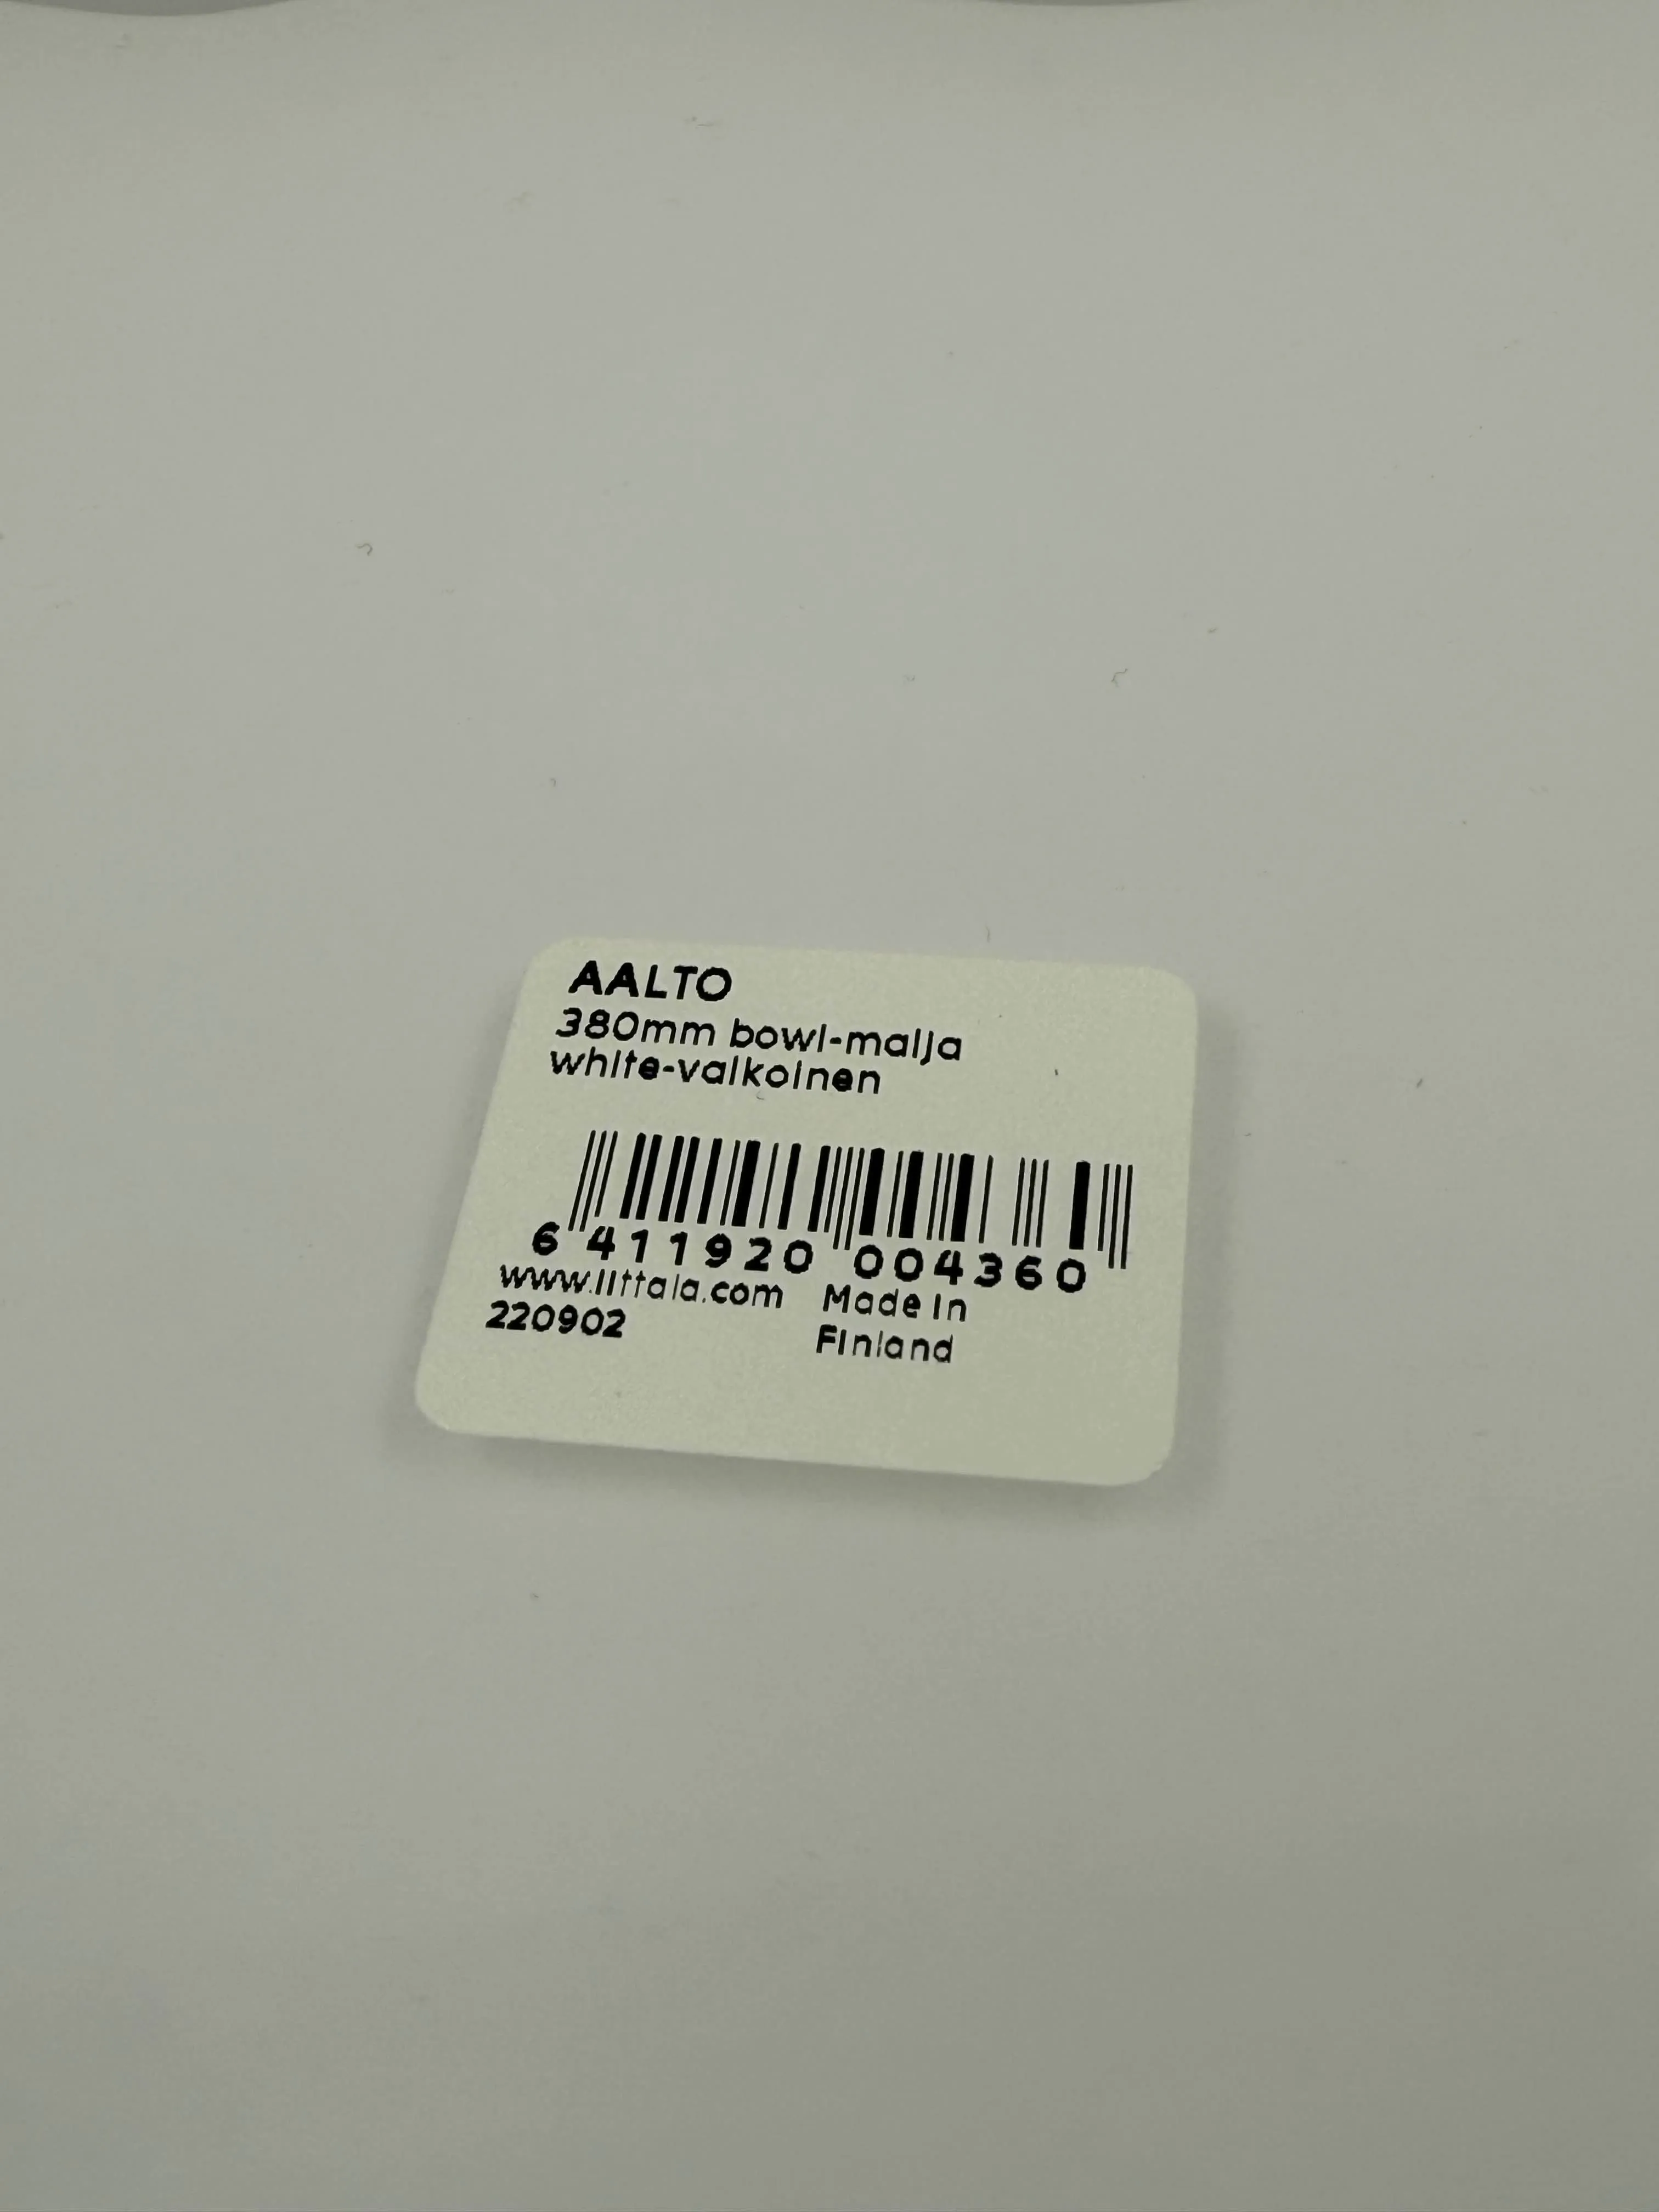 AALTO
380mm bowl-malja
white-valkoinen
6 411920 004360
www.iittala.com Made in
220902 Finland